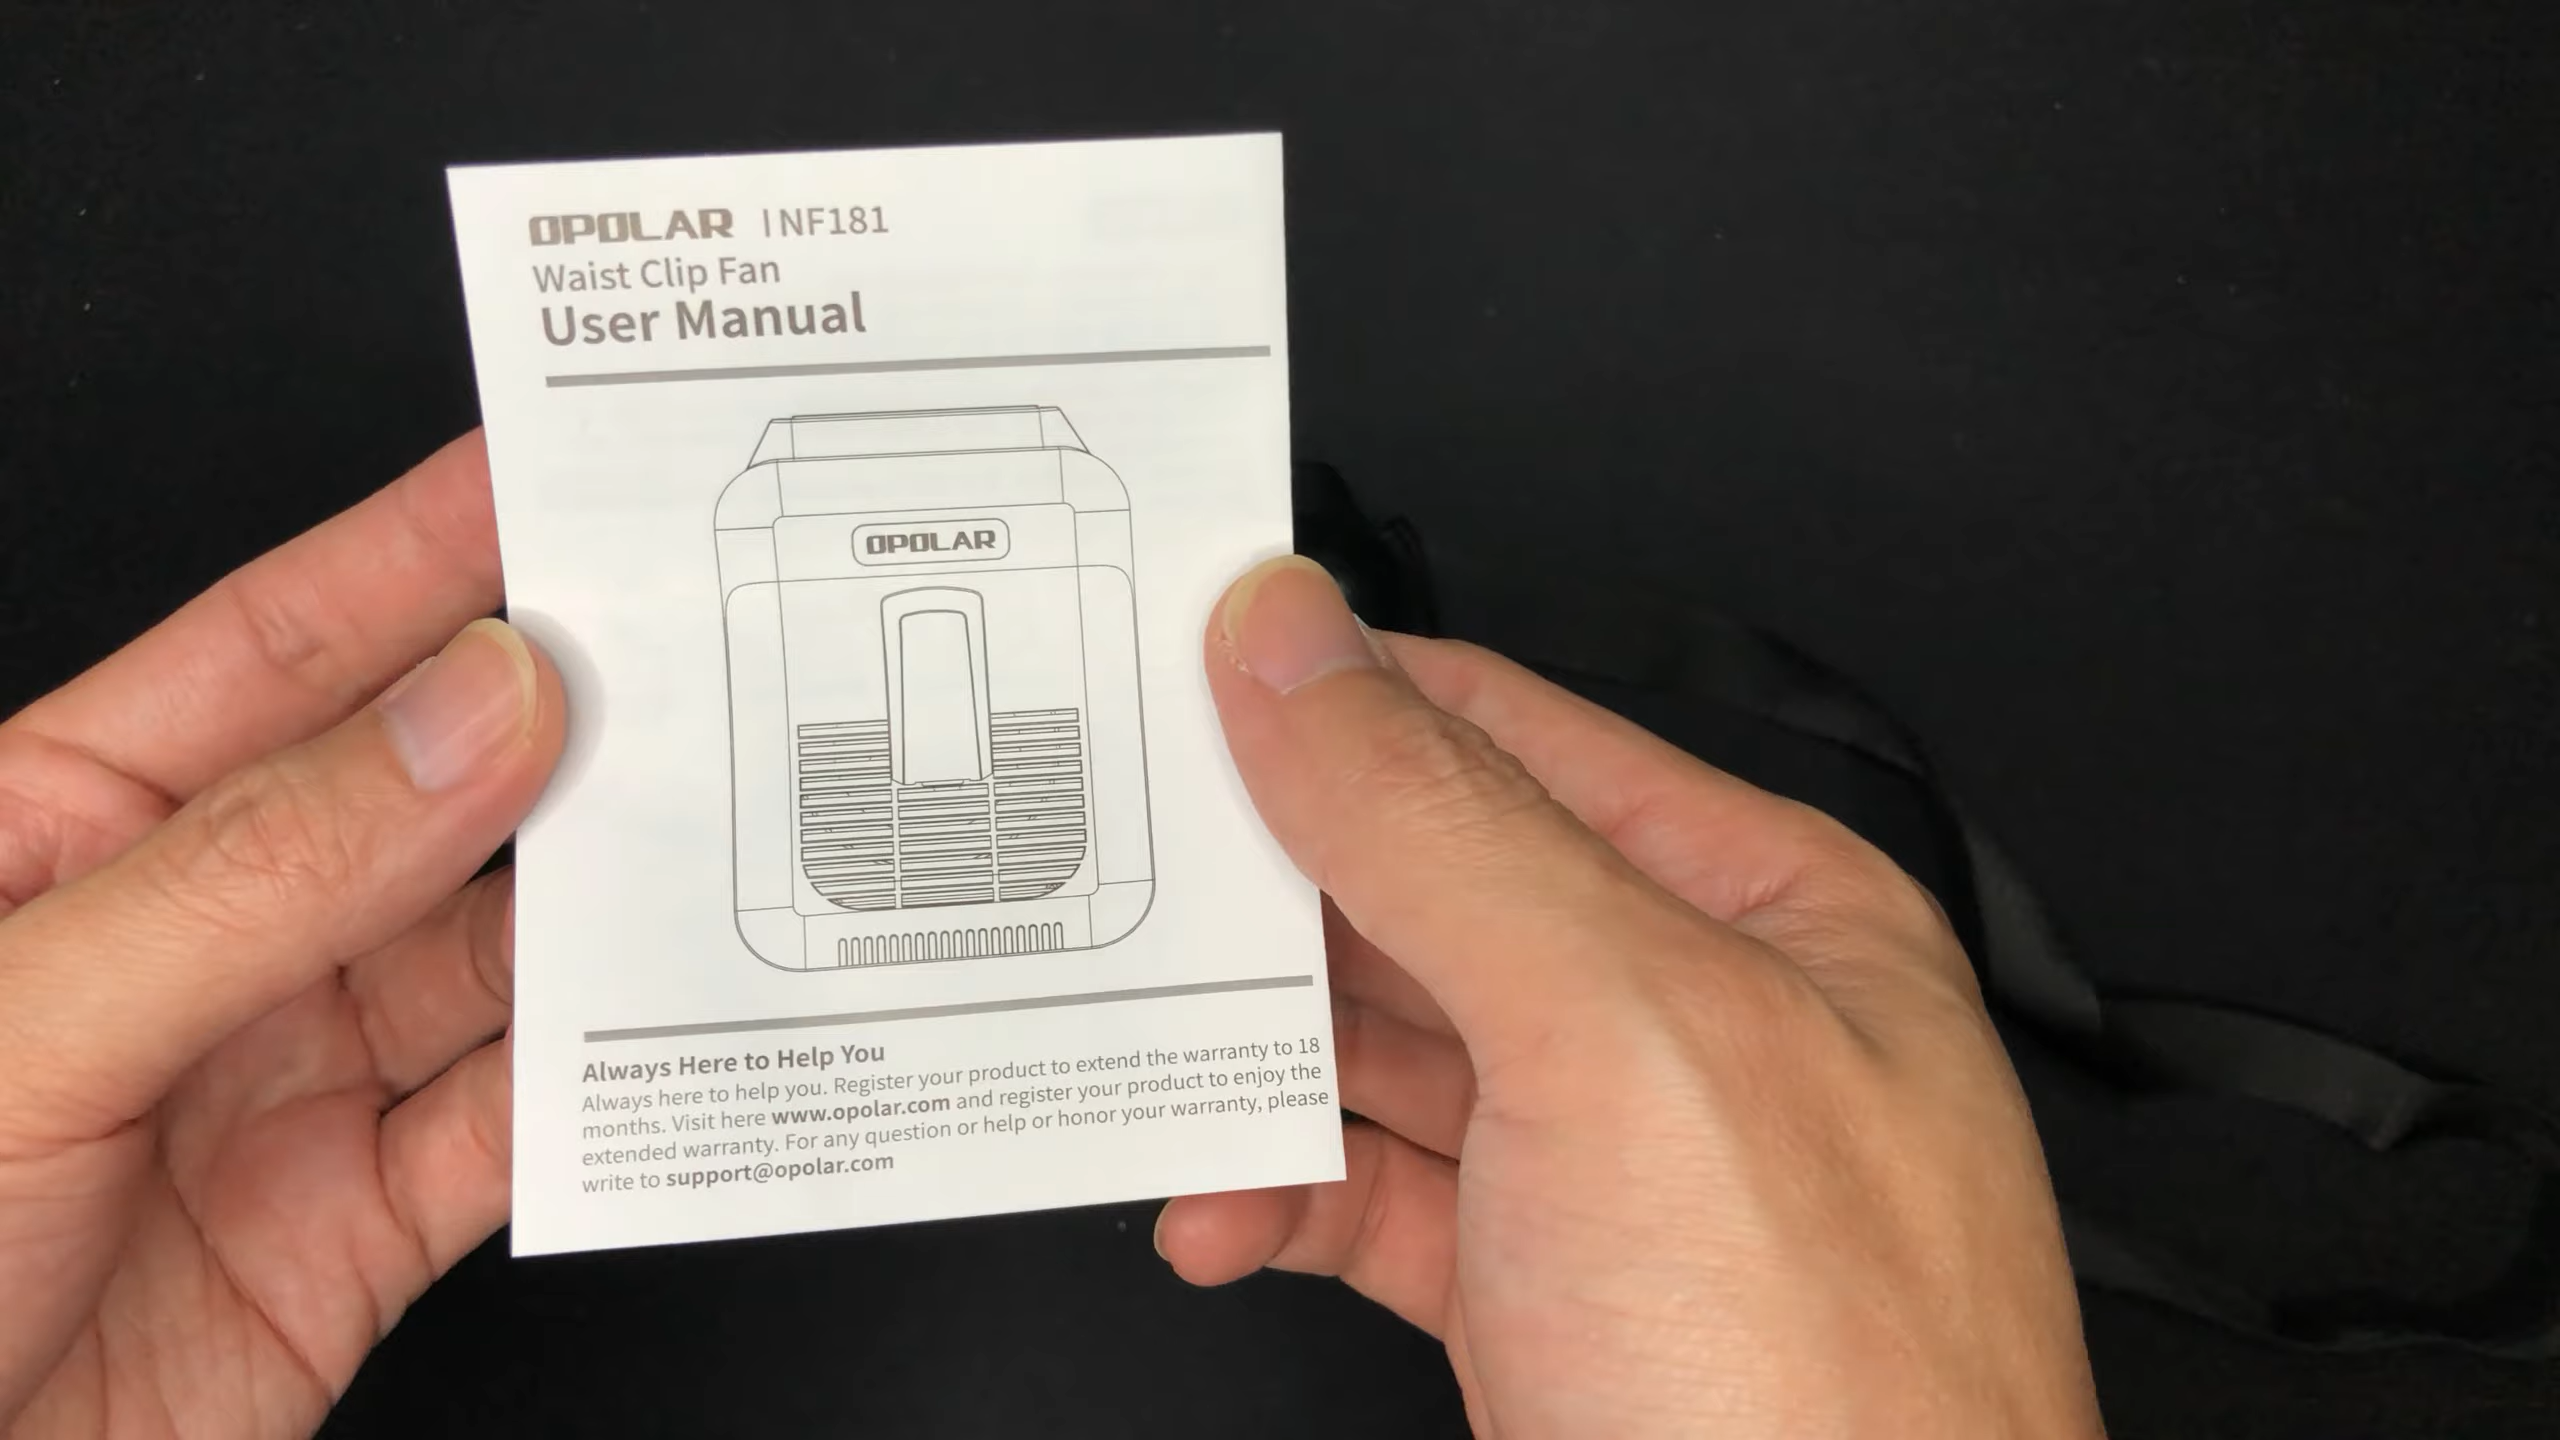 OPOLAR | NF181
Waist Clip Fan
User Manual
OPOLAR
Always Here to Help You
Always here to help you. Register your product to extend the warranty to 18
months. Visit here www.opolar.com and register your product to enjoy the
extended warranty. For any question or help or honor your warranty, please
write to support@opolar.com